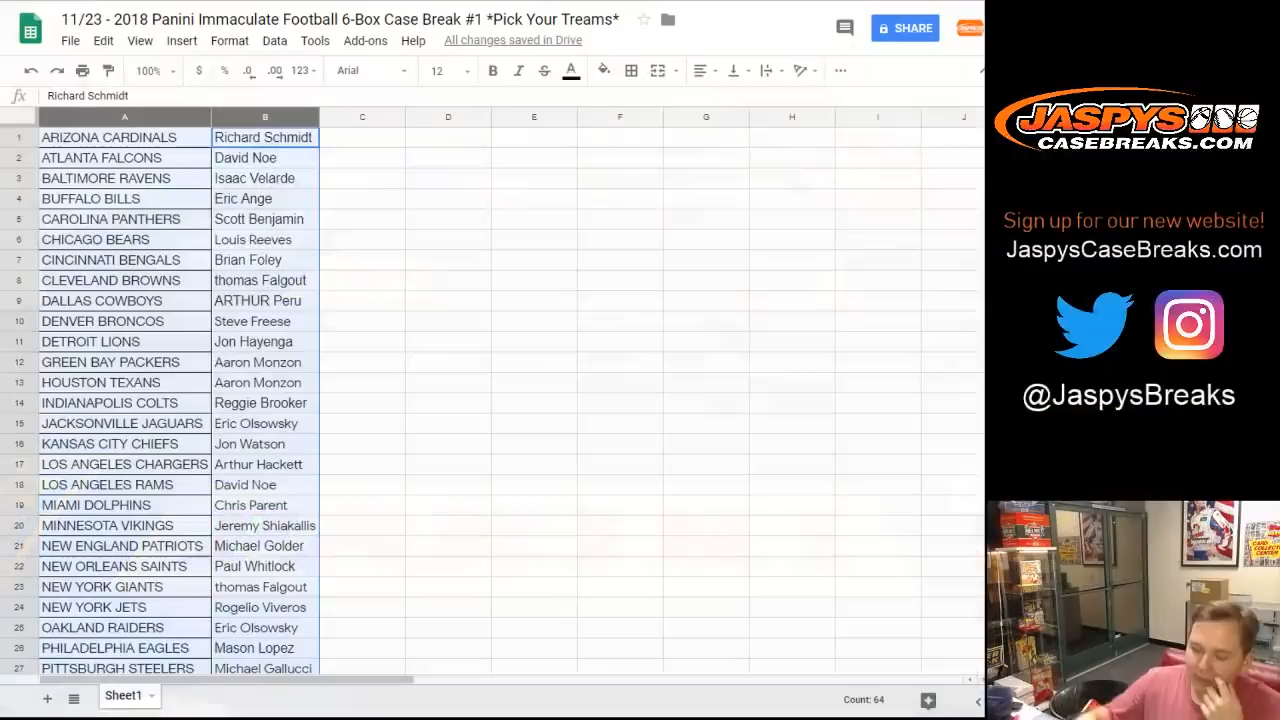 11/23 - 2018 Panini Immaculate Football 6-Box Case Break #1 *Pick Your Treams*
File Edit View Insert Format Data Tools Add-ons Help All changes saved in Drive
SHARE
100% $ % .0 .00 123 Arial 12 B I S A
fx Richard Schmidt
A B C D E F G H I J
1 ARIZONA CARDINALS Richard Schmidt
2 ATLANTA FALCONS David Noe
3 BALTIMORE RAVENS Isaac Velarde
4 BUFFALO BILLS Eric Ange
5 CAROLINA PANTHERS Scott Benjamin
6 CHICAGO BEARS Louis Reeves
7 CINCINNATI BENGALS Brian Foley
8 CLEVELAND BROWNS thomas Falgout
9 DALLAS COWBOYS ARTHUR Peru
10 DENVER BRONCOS Steve Freese
11 DETROIT LIONS Jon Hayenga
12 GREEN BAY PACKERS Aaron Monzon
13 HOUSTON TEXANS Aaron Monzon
14 INDIANAPOLIS COLTS Reggie Brooker
15 JACKSONVILLE JAGUARS Eric Olsowsky
16 KANSAS CITY CHIEFS Jon Watson
17 LOS ANGELES CHARGERS Arthur Hackett
18 LOS ANGELES RAMS David Noe
19 MIAMI DOLPHINS Chris Parent
20 MINNESOTA VIKINGS Jeremy Shiakallis
21 NEW ENGLAND PATRIOTS Michael Golder
22 NEW ORLEANS SAINTS Paul Whitlock
23 NEW YORK GIANTS thomas Falgout
24 NEW YORK JETS Rogelio Viveros
25 OAKLAND RAIDERS Eric Olsowsky
26 PHILADELPHIA EAGLES Mason Lopez
27 PITTSBURGH STEELERS Michael Gallucci
Sheet1
Count: 64
JASPYS
CASEBREAKS.COM
Sign up for our new website!
JaspysCaseBreaks.com
@JaspysBreaks